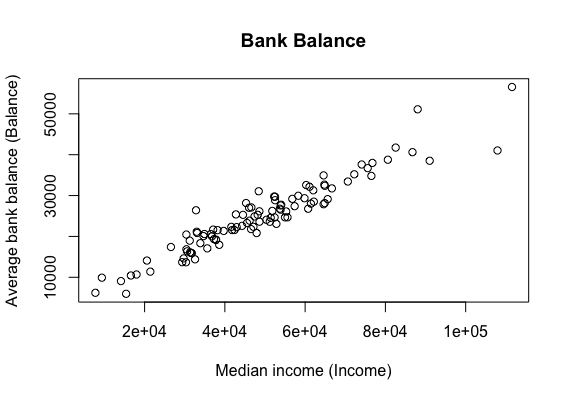 Bank Balance
Average bank balance (Balance)
50000
30000
10000
2e+04
4e+04
6e+04
8e+04
1e+05
Median income (Income)